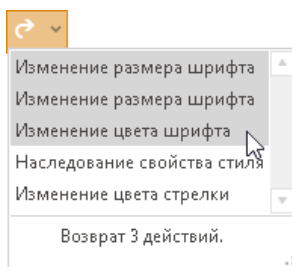 Изменение размера шрифта
Изменение размера шрифта
Изменение цвета шрифта
Наследование свойства стиля
Изменение цвета стрелки
Возврат 3 действий.